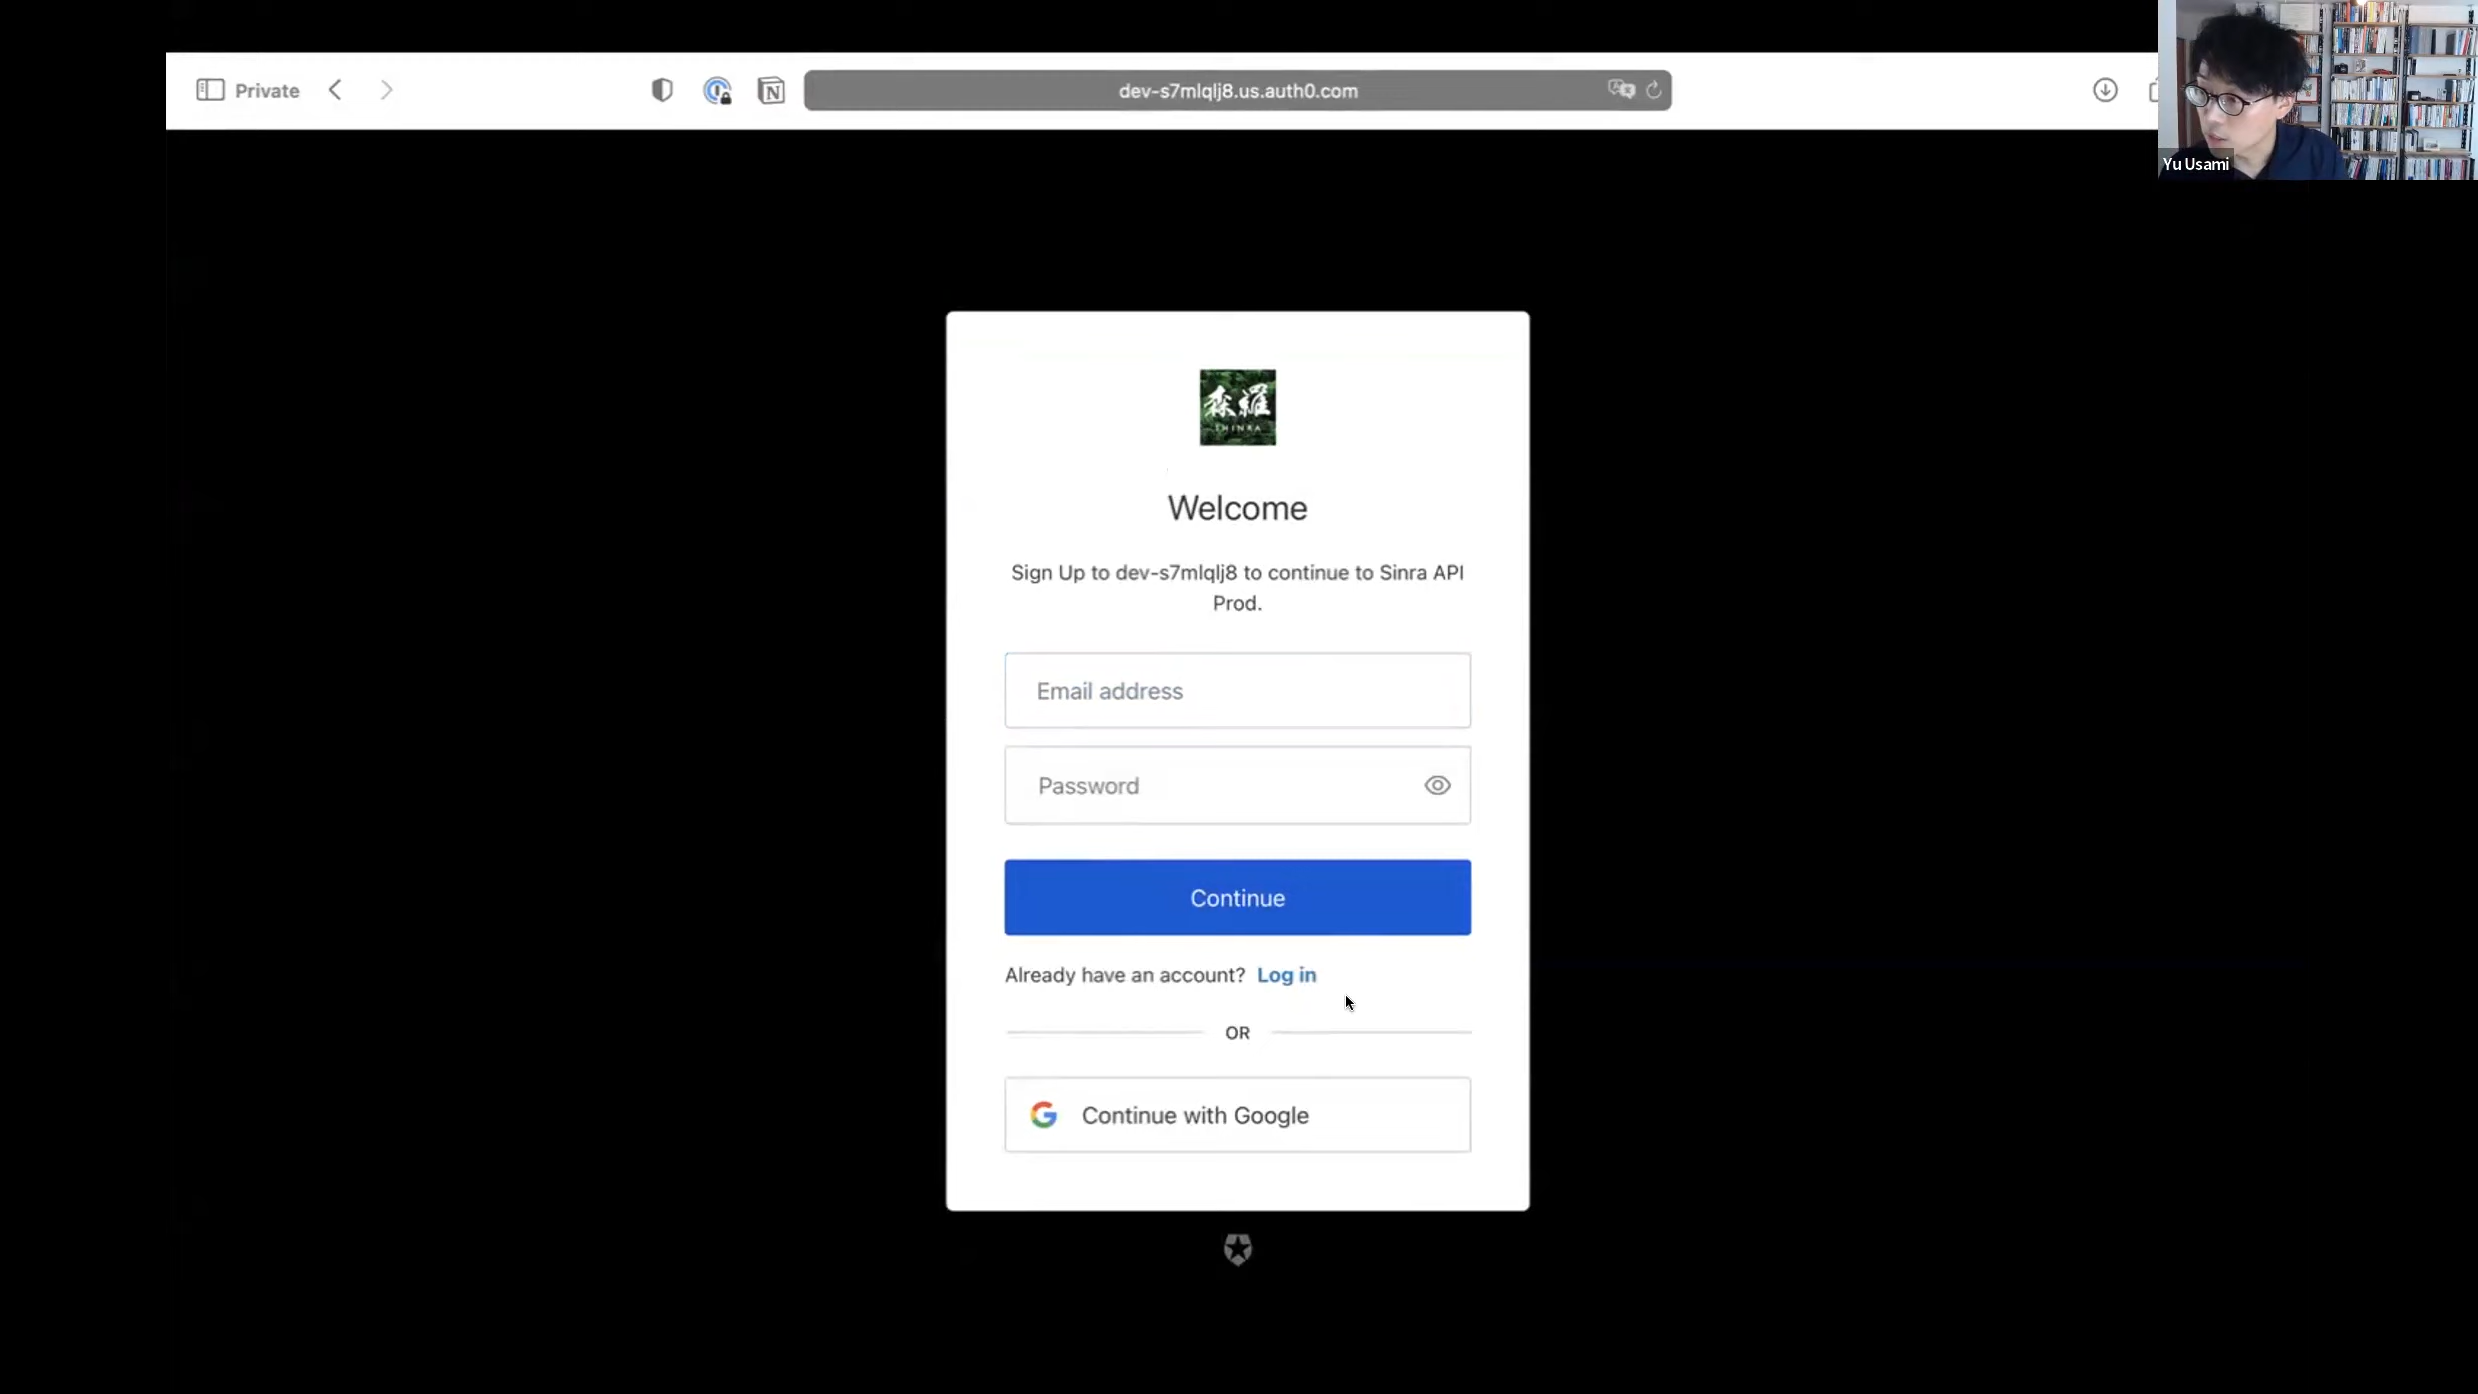 Private
dev-s7mlqlj8.us.auth0.com
Yu Usami
森羅
SHINRA
Welcome
Sign Up to dev-s7mlqlj8 to continue to Sinra API
Prod.
Email address
Password
Continue
Already have an account? Log in
OR
Continue with Google